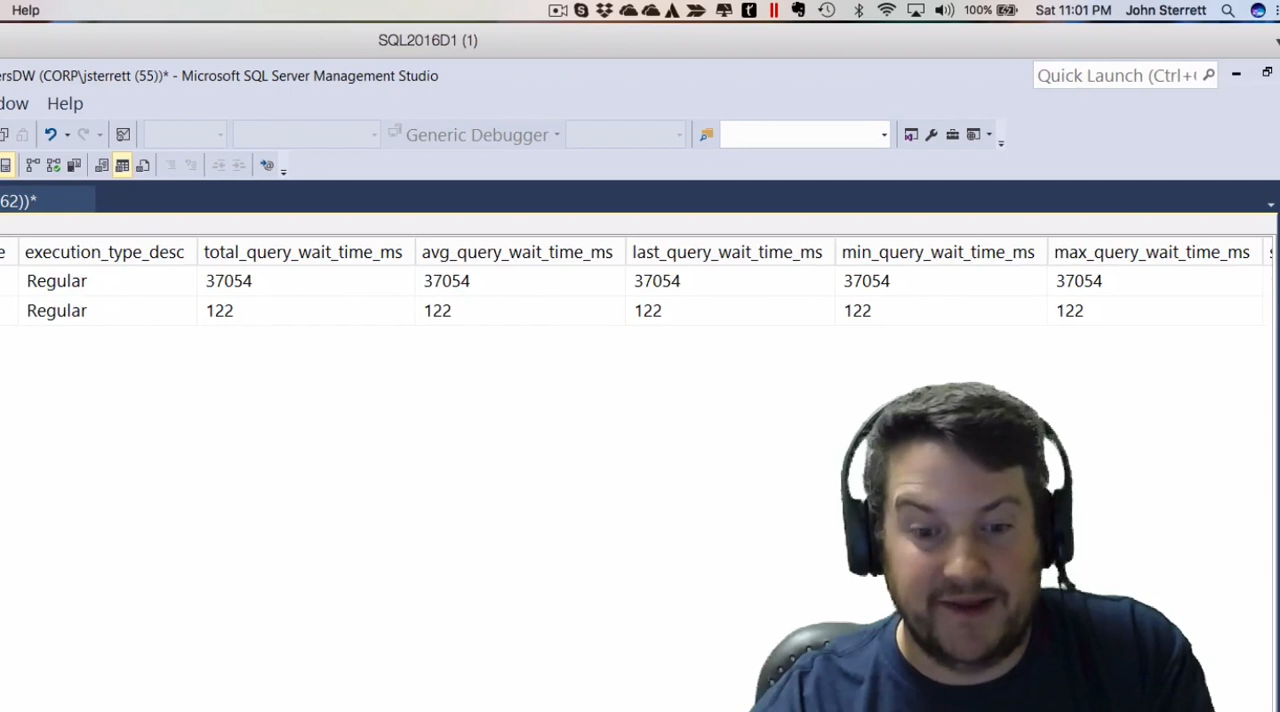 Help 100% Sat 11:01 PM John Sterrett
SQL2016D1 (1)
ersDW (CORP\jsterrett (55))* - Microsoft SQL Server Management Studio Quick Launch (Ctrl+
dow Help
Generic Debugger
62))*
execution_type_desc total_query_wait_time_ms avg_query_wait_time_ms last_query_wait_time_ms min_query_wait_time_ms max_query_wait_time_ms
Regular 37054 37054 37054 37054 37054
Regular 122 122 122 122 122